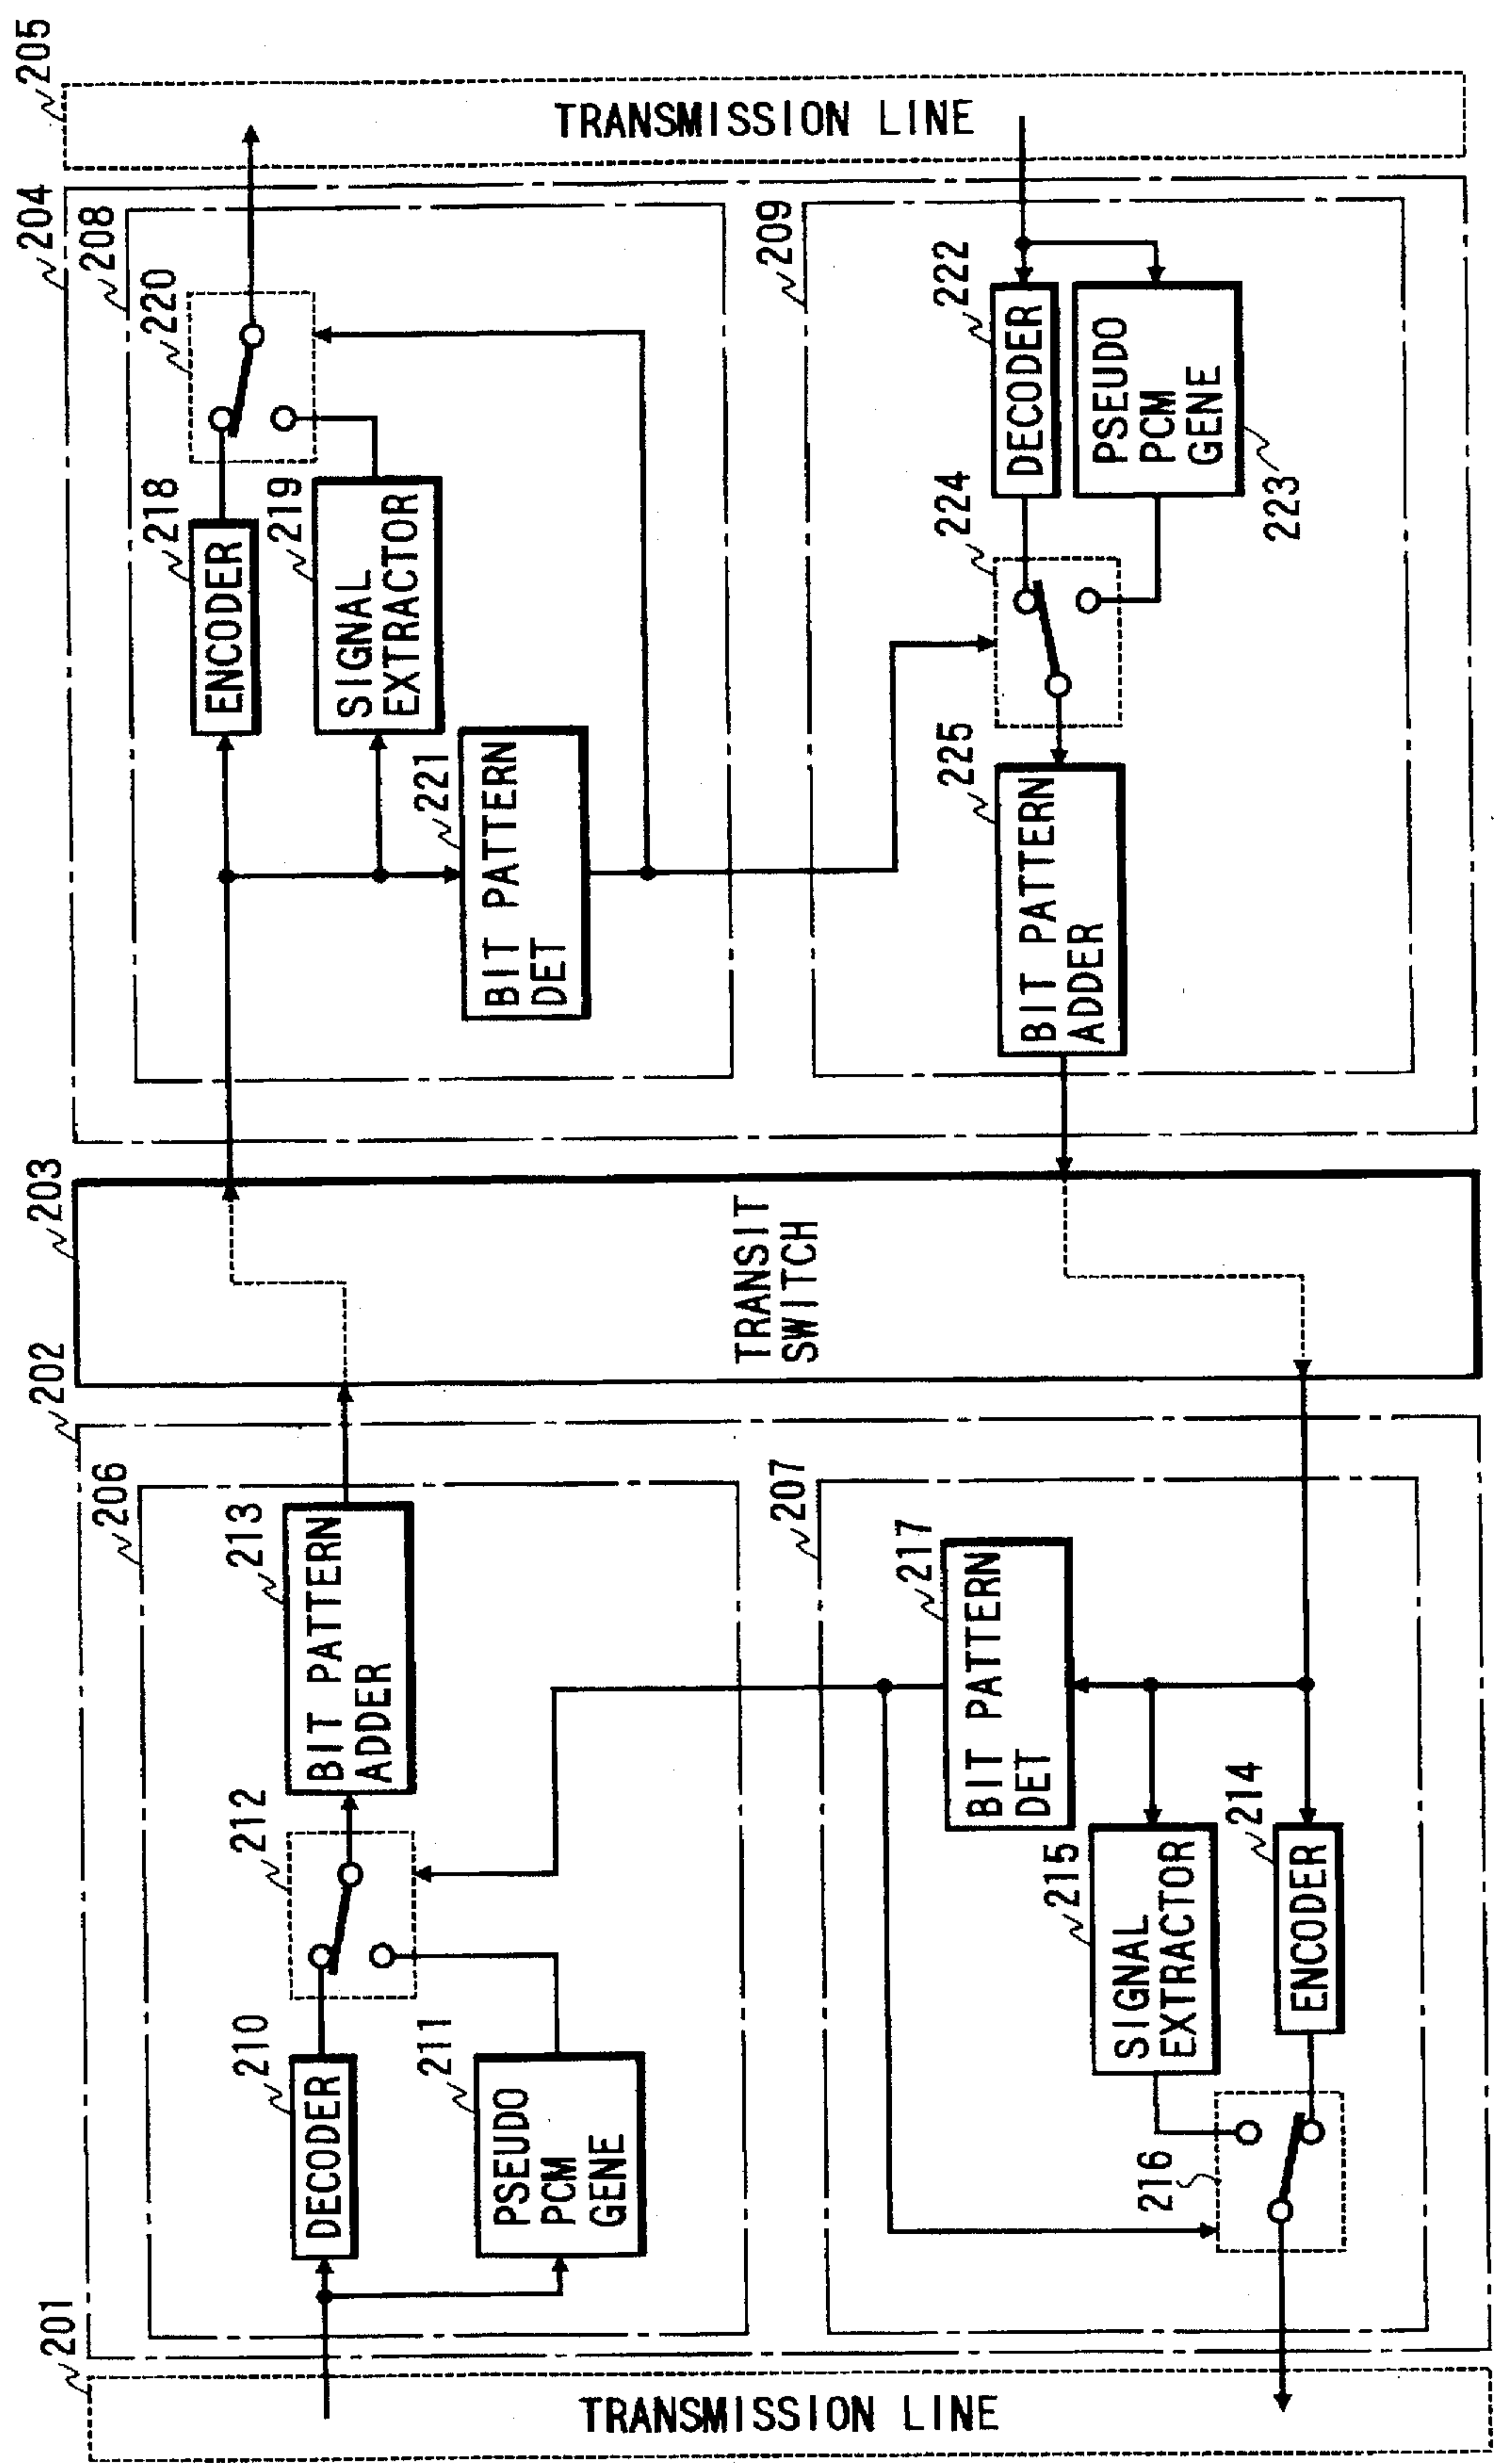 201
TRANSMISSION LINE
202
206
210
DECODER
211
PSEUDO
PCM
GENE
212
213
BIT PATTERN
ADDER
207
217
BIT PATTERN
DET
215
SIGNAL
EXTRACTOR
214
ENCODER
216
203
TRANSIT
SWITCH
204
208
218
ENCODER
219
SIGNAL
EXTRACTOR
220
221
BIT PATTERN
DET
209
222
DECODER
PSEUDO
PCM
GENE
223
224
225
BIT PATTERN
ADDER
205
TRANSMISSION LINE